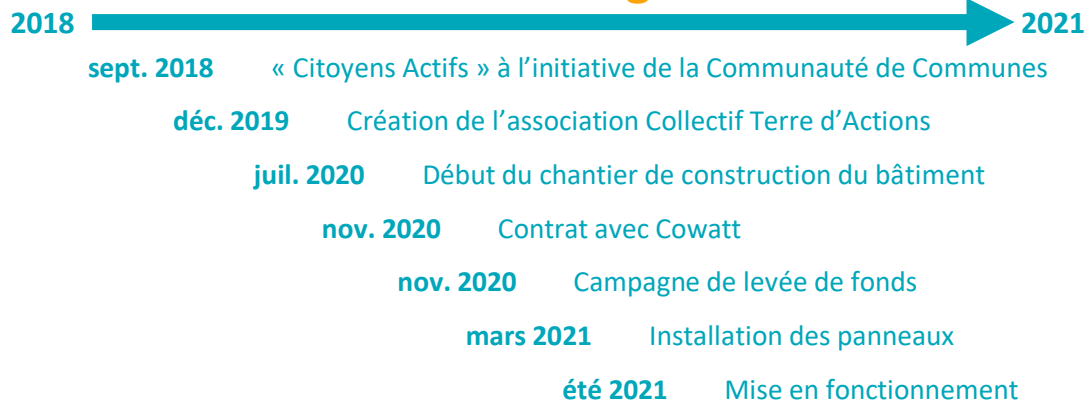 2018 2021
sept. 2018 « Citoyens Actifs » à l’initiative de la Communauté de Communes
déc. 2019 Création de l’association Collectif Terre d’Actions
juil. 2020 Début du chantier de construction du bâtiment
nov. 2020 Contrat avec Cowatt
nov. 2020 Campagne de levée de fonds
mars 2021 Installation des panneaux
été 2021 Mise en fonctionnement